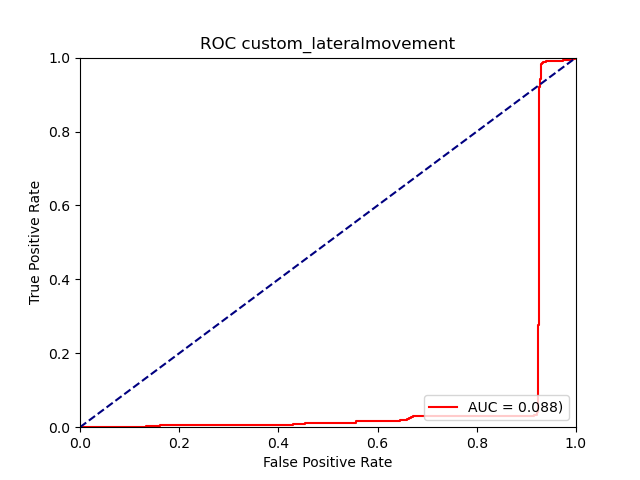 ROC custom_lateralmovement
1.0
0.8
0.6
0.4
0.2
0.0
True Positive Rate
AUC = 0.088)
0.0 0.2 0.4 0.6 0.8 1.0
False Positive Rate